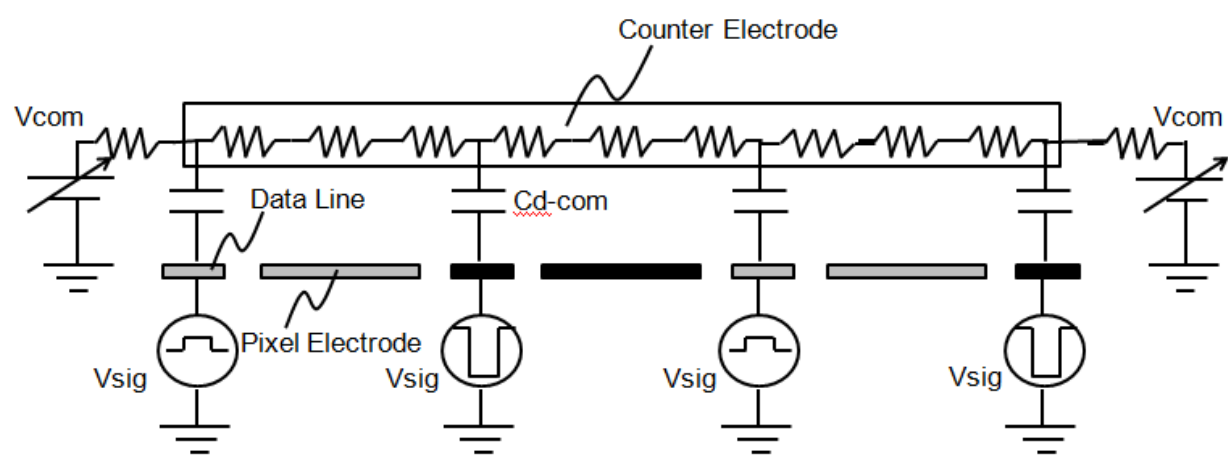 Counter Electrode
Vcom
Vcom
Data Line
Cd-com
Pixel Electrode
Vsig
Vsig
Vsig
Vsig